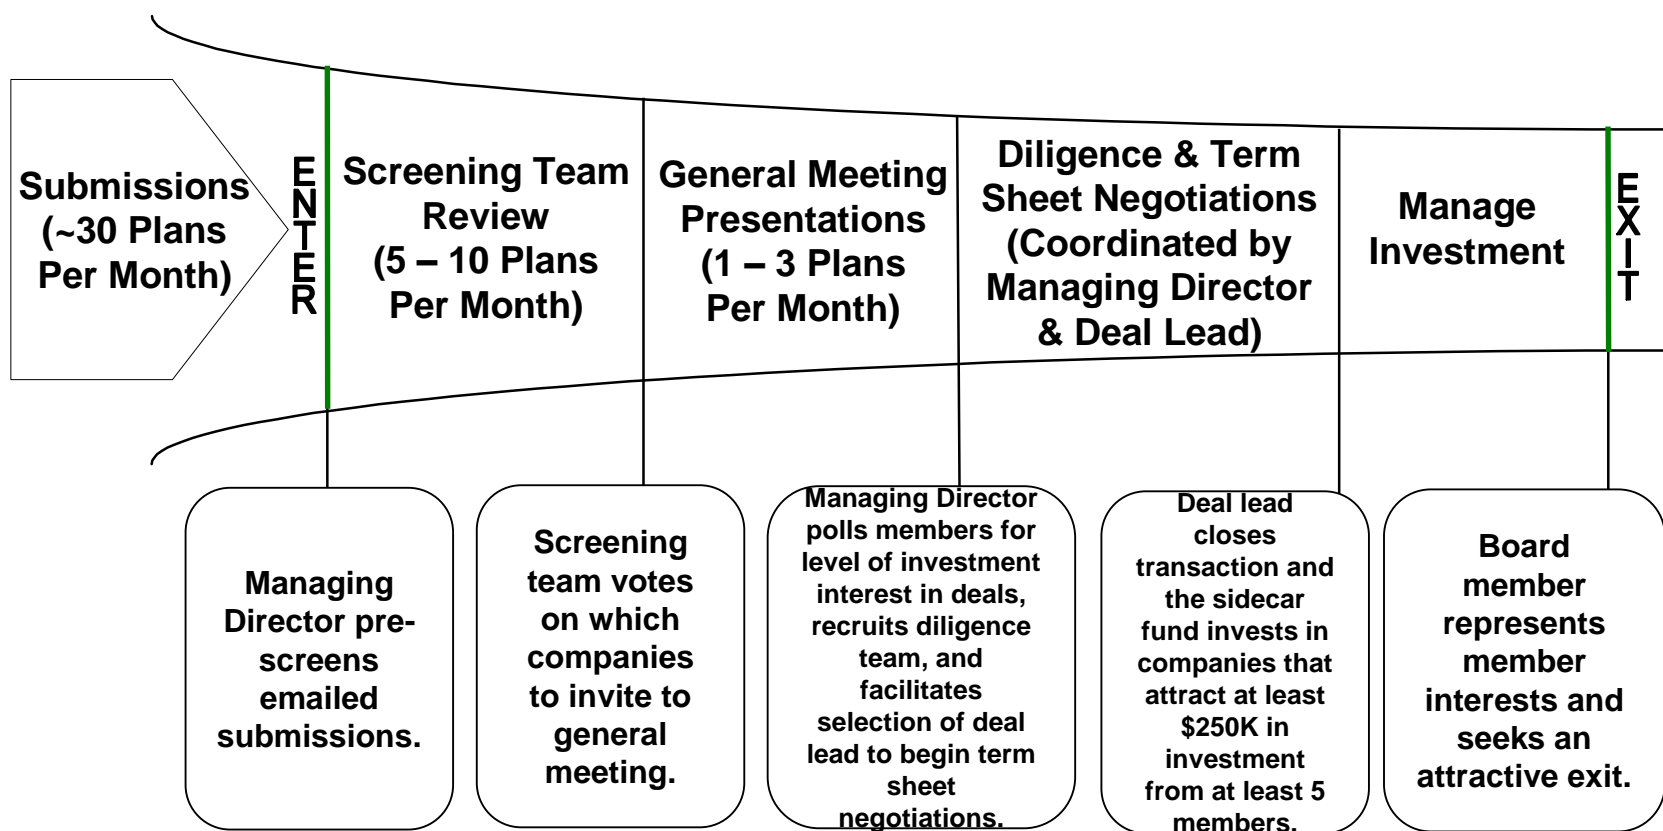 Submissions
(~30 Plans
Per Month)
ENTER
Screening Team
Review
(5 – 10 Plans
Per Month)
General Meeting
Presentations
(1 – 3 Plans
Per Month)
Diligence & Term
Sheet Negotiations
(Coordinated by
Managing Director
& Deal Lead)
Manage
Investment
EXIT
Managing
Director pre-
screens
emailed
submissions.
Screening
team votes
on which
companies
to invite to
general
meeting.
Managing Director
polls members for
level of investment
interest in deals,
recruits diligence
team, and
facilitates
selection of deal
lead to begin term
sheet
negotiations.
Deal lead
closes
transaction and
the sidecar
fund invests in
companies that
attract at least
$250K in
investment
from at least 5
members.
Board
member
represents
member
interests and
seeks an
attractive exit.